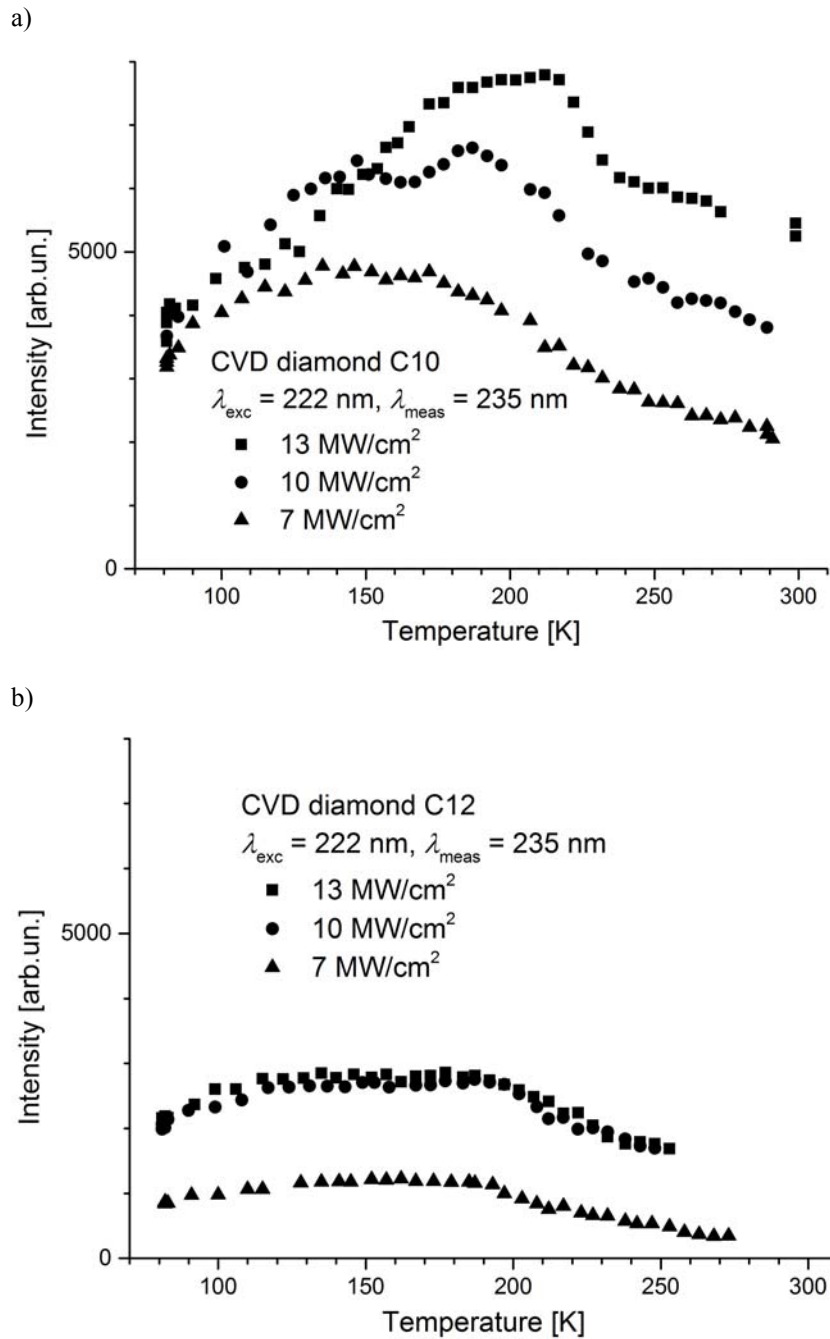 a)
Intensity [arb.un.]
5000
0
CVD diamond C10
λexc = 222 nm, λmeas = 235 nm
13 MW/cm²
10 MW/cm²
7 MW/cm²
100 150 200 250 300
Temperature [K]
b)
Intensity [arb.un.]
5000
0
CVD diamond C12
λexc = 222 nm, λmeas = 235 nm
13 MW/cm²
10 MW/cm²
7 MW/cm²
100 150 200 250 300
Temperature [K]